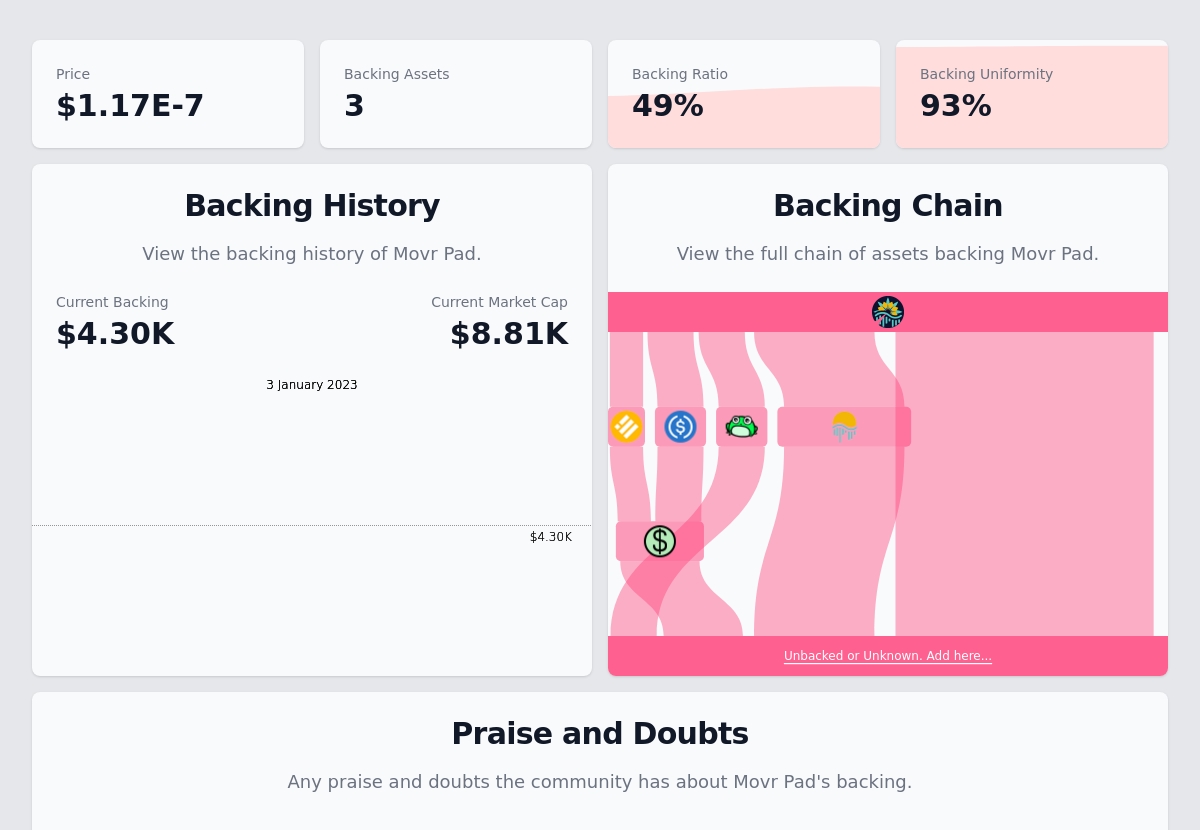 Price
$1.17E-7
Backing Assets
3
Backing Ratio
49%
Backing Uniformity
93%
Backing History
View the backing history of Movr Pad.
Current Backing
$4.30K
Current Market Cap
$8.81K
3 January 2023
$4.30K
Backing Chain
View the full chain of assets backing Movr Pad.
Unbacked or Unknown. Add here...
Praise and Doubts
Any praise and doubts the community has about Movr Pad's backing.